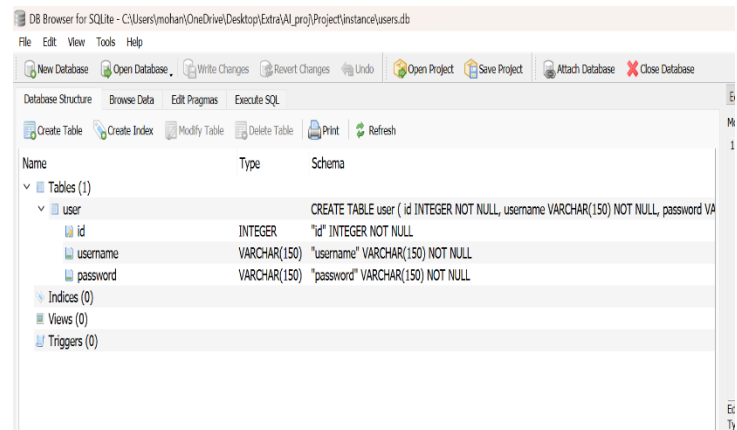 DB Browser for SQLite - C:\Users\mohan\OneDrive\Desktop\Extra\AI_proj\Project\instance\users.db
File Edit View Tools Help
New Database Open Database Write Changes Revert Changes Undo Open Project Save Project Attach Database Close Database
Database Structure Browse Data Edit Pragmas Execute SQL
Create Table Create Index Modify Table Delete Table Print Refresh
Name Type Schema
Tables (1)
user CREATE TABLE user ( id INTEGER NOT NULL, username VARCHAR(150) NOT NULL, password VA
id INTEGER "id" INTEGER NOT NULL
username VARCHAR(150) "username" VARCHAR(150) NOT NULL
password VARCHAR(150) "password" VARCHAR(150) NOT NULL
Indices (0)
Views (0)
Triggers (0)
1